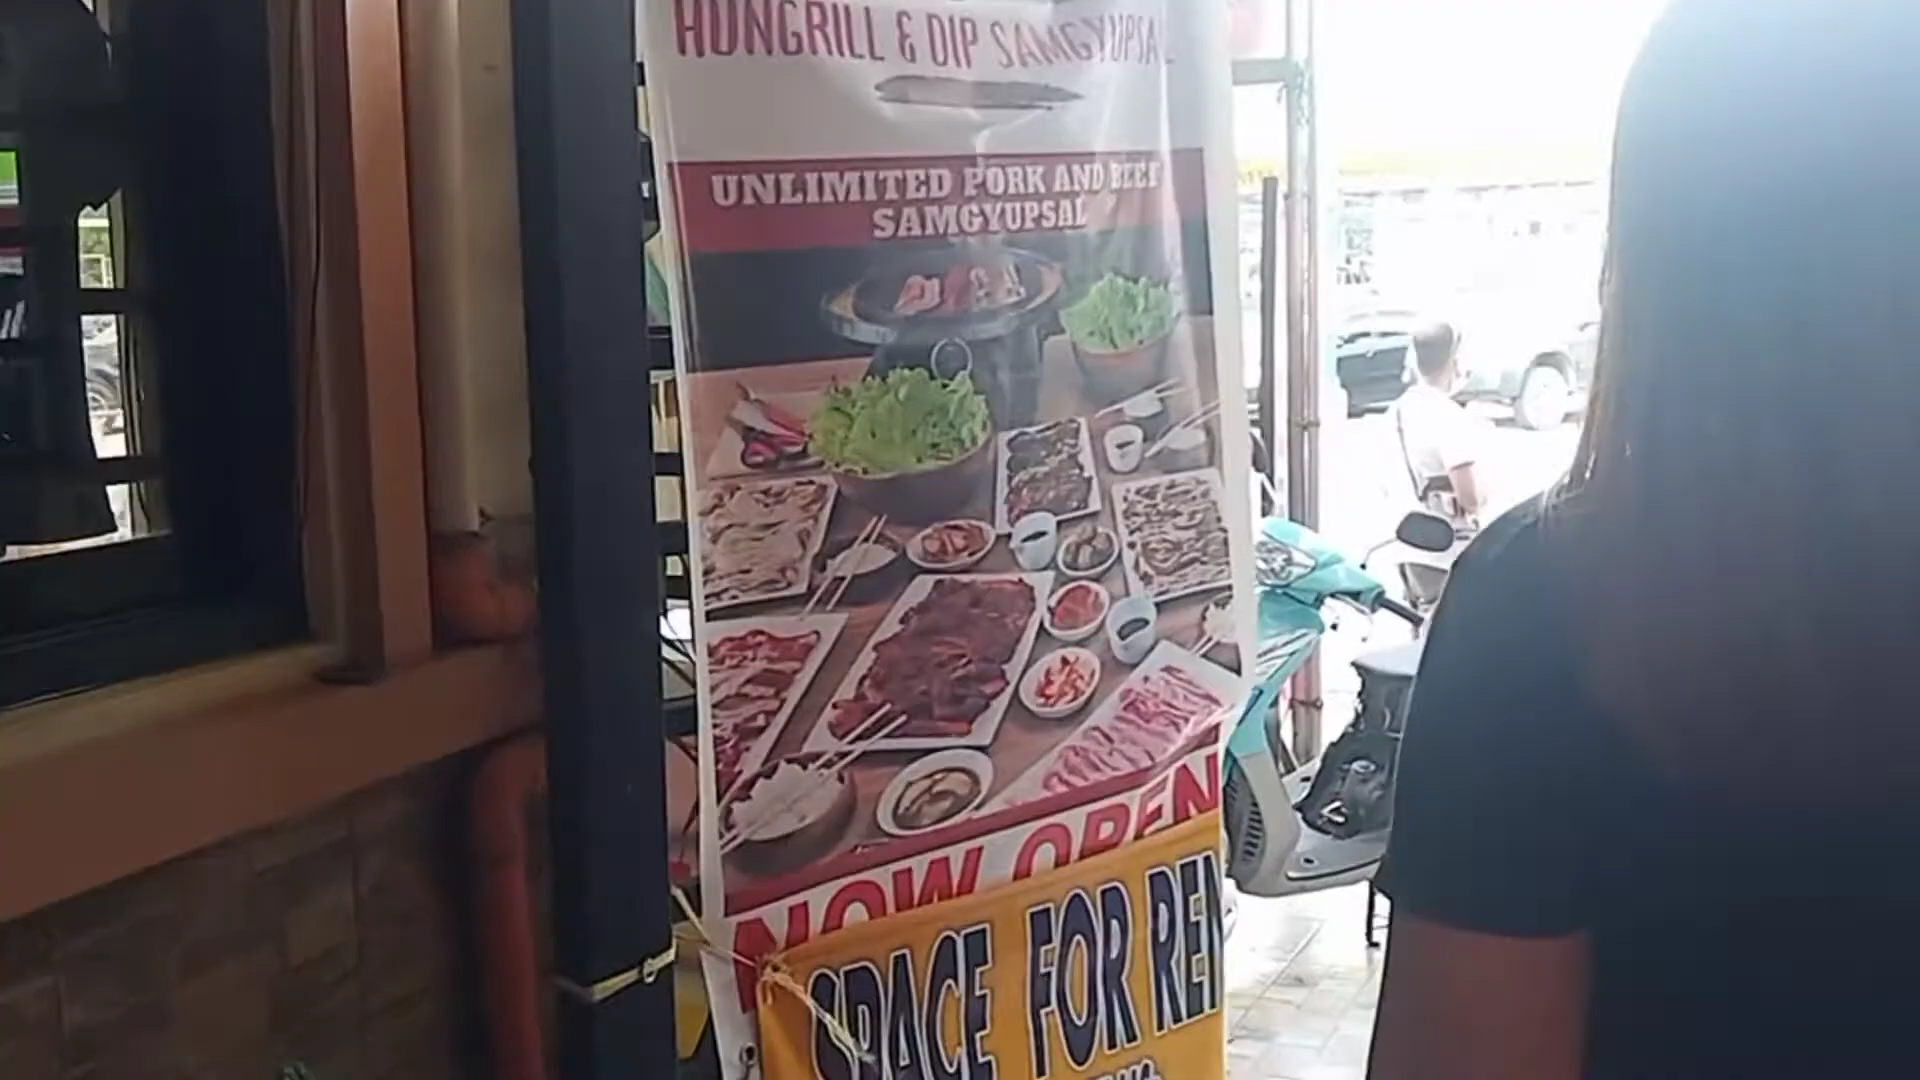 HUNGRILL & DIP SAMGYUPSAL
UNLIMITED PORK AND BEEF
SAMGYUPSAL
NOW OPEN
SPACE FOR REN